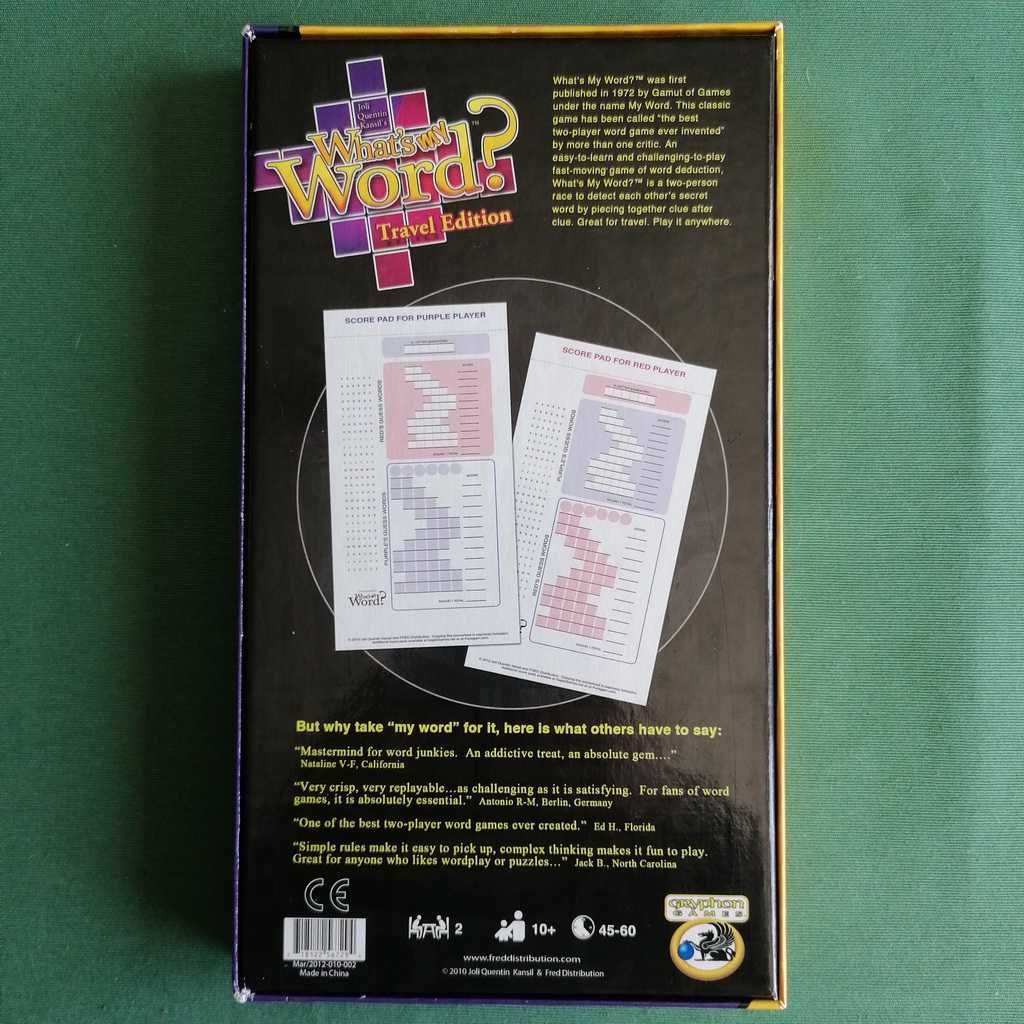 Joli
Quentin
Kansil's
What's my
Word?™
Travel Edition
What's My Word?™ was first
published in 1972 by Gamut of Games
under the name My Word. This classic
game has been called "the best
two-player word game ever invented"
by more than one critic. An
easy-to-learn and challenging-to-play
fast-moving game of word deduction,
What's My Word?™ is a two-person
race to detect each other's secret
word by piecing together clue after
clue. Great for travel. Play it anywhere.
SCORE PAD FOR PURPLE PLAYER
SCORE
RED'S GUESS WORDS
SCORE
PURPLE'S GUESS WORDS
What's my
Word?
SCORE PAD FOR RED PLAYER
SCORE
PURPLE'S GUESS WORDS
SCORE
RED'S GUESS WORDS
But why take "my word" for it, here is what others have to say:
"Mastermind for word junkies. An addictive treat, an absolute gem...."
Nataline V-F, California
"Very crisp, very replayable...as challenging as it is satisfying. For fans of word
games, it is absolutely essential." Antonio R-M, Berlin, Germany
"One of the best two-player word games ever created." Ed H., Florida
"Simple rules make it easy to pick up, complex thinking makes it fun to play.
Great for anyone who likes wordplay or puzzles..." Jack B., North Carolina
CE
Mar/2012-010-002
Made in China
2
10+
45-60
www.freddistribution.com
© 2010 Joli Quentin Kansil & Fred Distribution
gryphon
GAMES